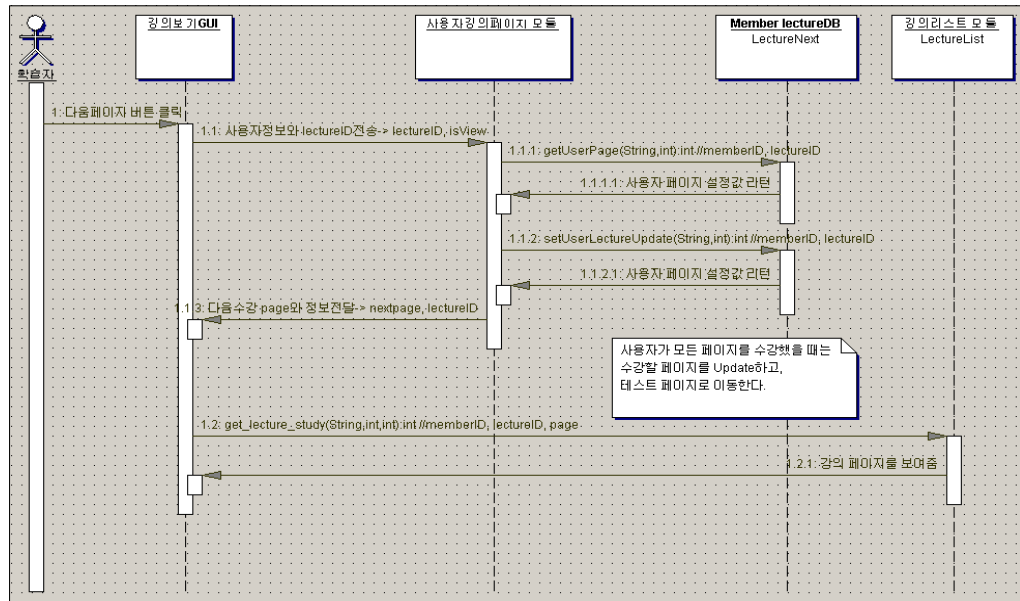 강의보기GUI
사용자강의페이지 모듈
Member lectureDB
LectureNext
강의리스트 모듈
LectureList
학습자
1: 다음페이지 버튼 클릭
1.1: 사용자정보와 lectureID전송-> lectureID, isView
1.1.1: getUserPage(String,int):int //memberID, lectureID
1.1.1.1: 사용자 페이지 설정값 리턴
1.1.2: setUserLectureUpdate(String,int):int //memberID, lectureID
1.1.2.1: 사용자 페이지 설정값 리턴
1.1.3: 다음수강 page와 정보전달-> nextpage, lectureID
사용자가 모든 페이지를 수강했을 때는
수강할 페이지를 Update하고,
테스트 페이지로 이동한다.
1.2: get_lecture_study(String,int,int):int //memberID, lectureID, page
1.2.1: 강의 페이지를 보여줌